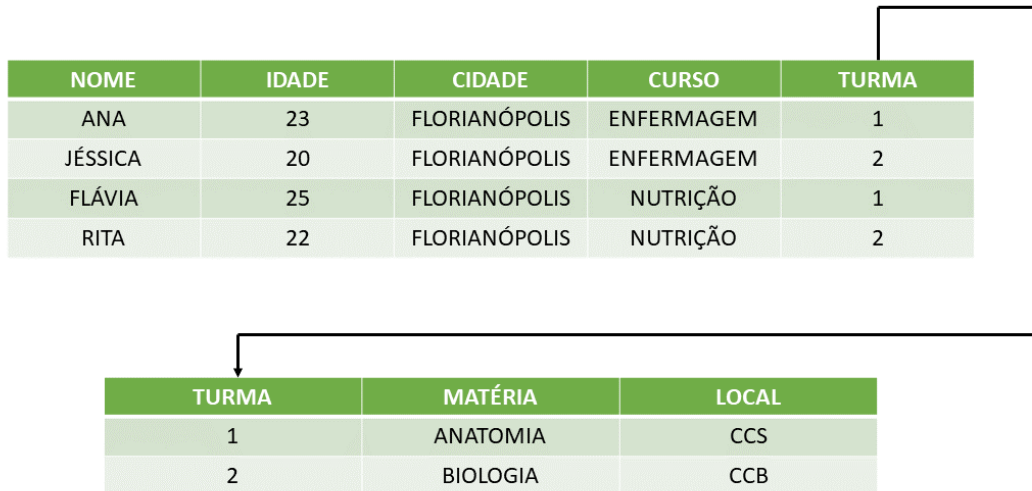 NOME IDADE CIDADE CURSO TURMA
ANA 23 FLORIANÓPOLIS ENFERMAGEM 1
JÉSSICA 20 FLORIANÓPOLIS ENFERMAGEM 2
FLÁVIA 25 FLORIANÓPOLIS NUTRIÇÃO 1
RITA 22 FLORIANÓPOLIS NUTRIÇÃO 2
TURMA MATÉRIA LOCAL
1 ANATOMIA CCS
2 BIOLOGIA CCB